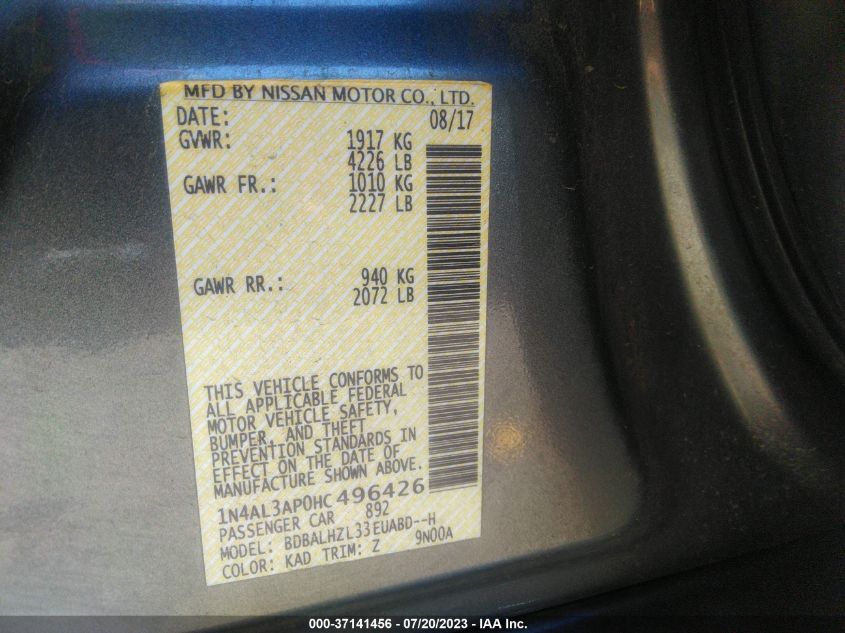 MFD BY NISSAN MOTOR CO., LTD.
DATE: 08/17
GVWR: 1917 KG
4226 LB
GAWR FR.: 1010 KG
2227 LB
GAWR RR.: 940 KG
2072 LB
THIS VEHICLE CONFORMS TO
ALL APPLICABLE FEDERAL
MOTOR VEHICLE SAFETY,
BUMPER, AND THEFT
PREVENTION STANDARDS IN
EFFECT ON THE DATE OF
MANUFACTURE SHOWN ABOVE.
1N4AL3AP0HC496426
PASSENGER CAR 892
MODEL: BDBALHZL33EUABD--H
COLOR: KAD TRIM: Z 9N00A
000-37141456 - 07/20/2023 - IAA Inc.